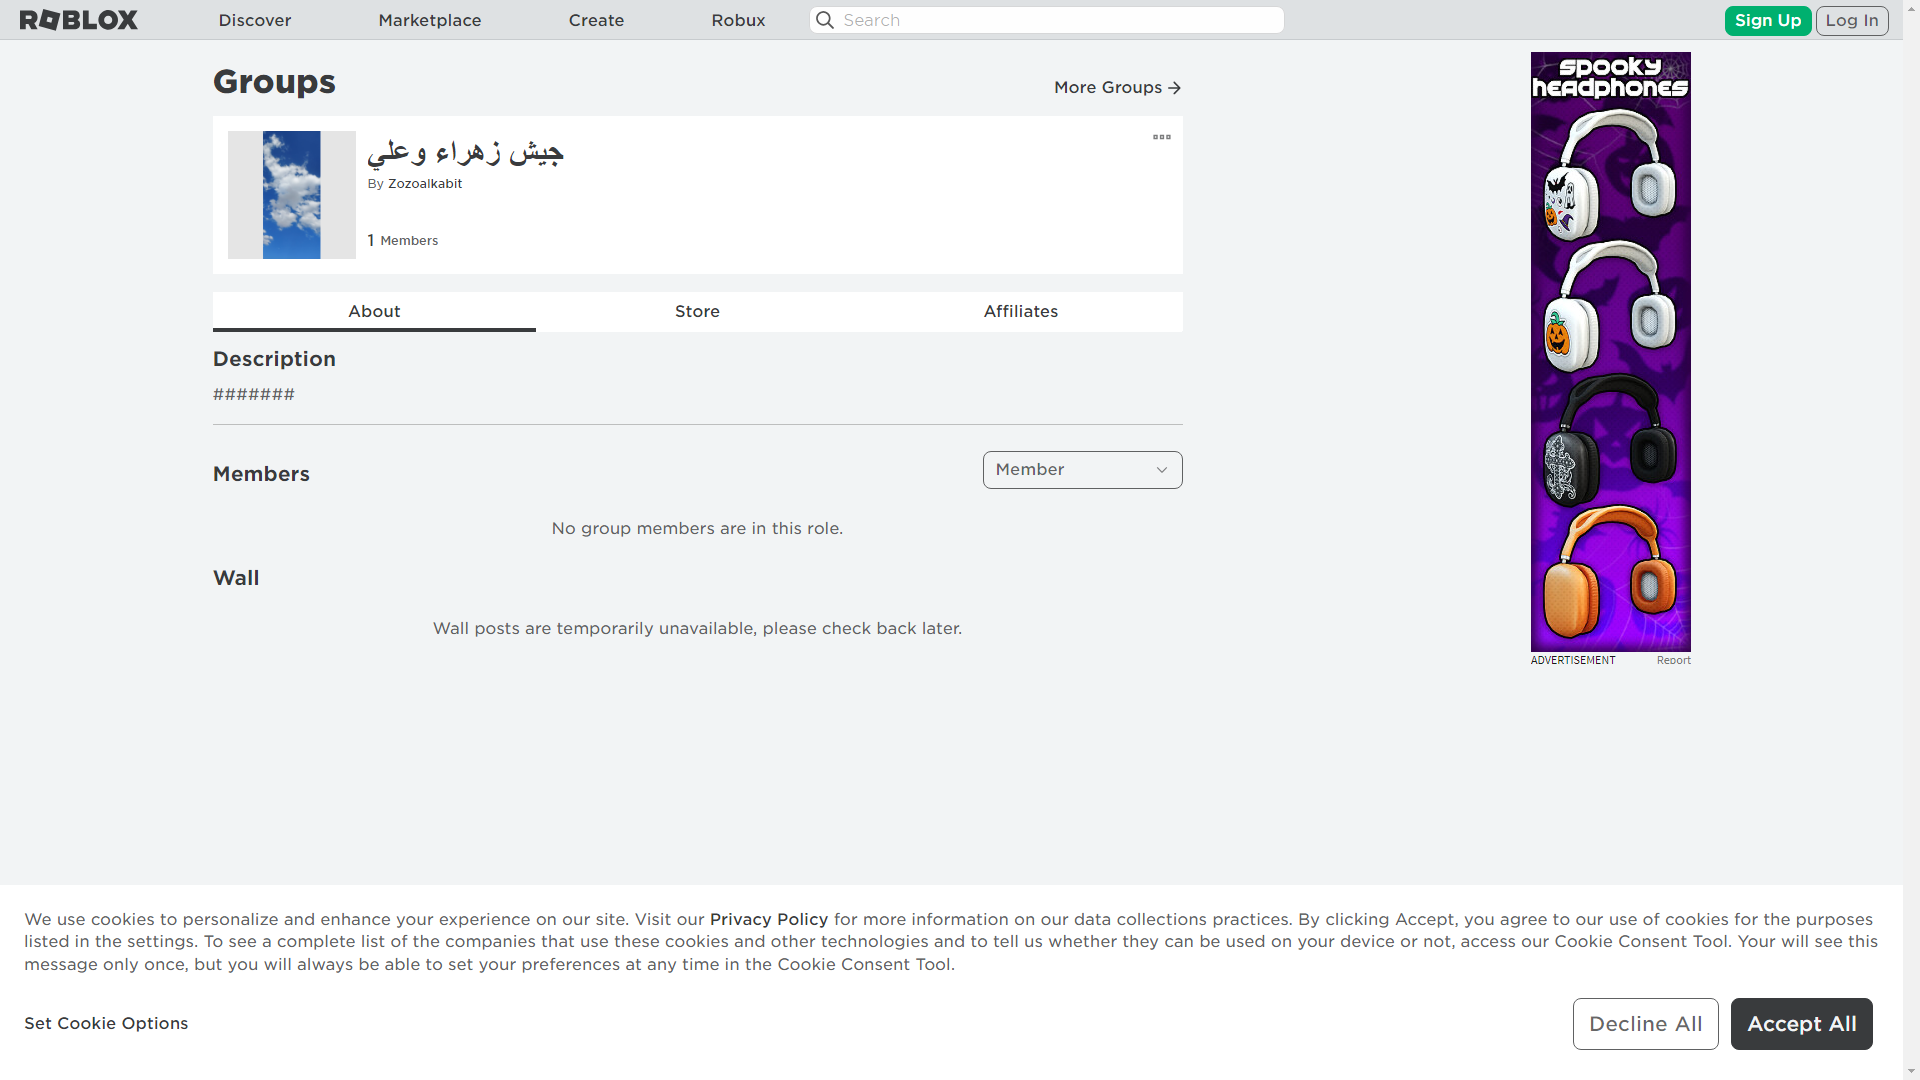 ROBLOX
Discover
Marketplace
Create
Robux
Search
Sign Up
Log In
Groups
More Groups
جيش زهراء وعلي
By Zozoalkabit
1 Members
About
Store
Affiliates
Description
#######
Members
Member
No group members are in this role.
Wall
Wall posts are temporarily unavailable, please check back later.
spooky
headphones
ADVERTISEMENT
Report
We use cookies to personalize and enhance your experience on our site. Visit our Privacy Policy for more information on our data collections practices. By clicking Accept, you agree to our use of cookies for the purposes
listed in the settings. To see a complete list of the companies that use these cookies and other technologies and to tell us whether they can be used on your device or not, access our Cookie Consent Tool. Your will see this
message only once, but you will always be able to set your preferences at any time in the Cookie Consent Tool.
Set Cookie Options
Decline All
Accept All